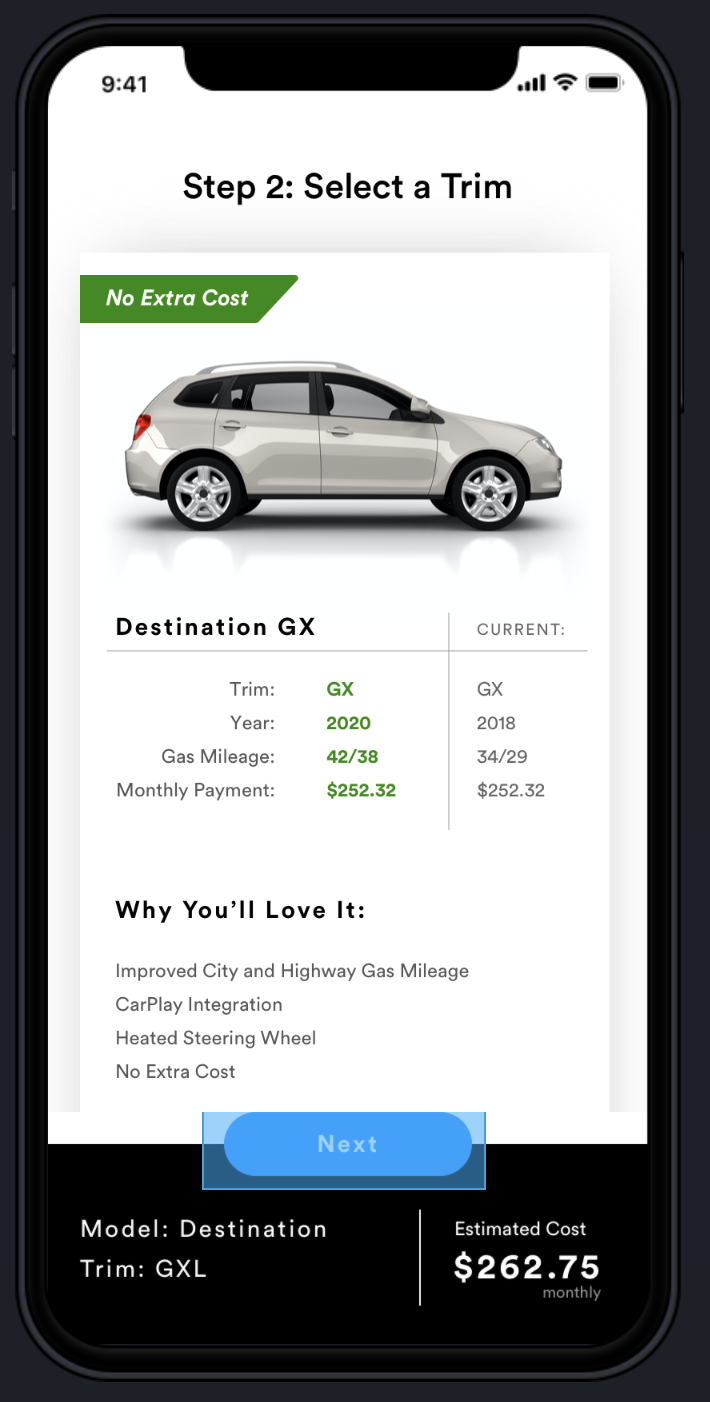 9:41
Step 2: Select a Trim
No Extra Cost
Destination GX CURRENT:
Trim: GX GX
Year: 2020 2018
Gas Mileage: 42/38 34/29
Monthly Payment: $252.32 $252.32
Why You’ll Love It:
Improved City and Highway Gas Mileage
CarPlay Integration
Heated Steering Wheel
No Extra Cost
Next
Model: Destination
Trim: GXL
Estimated Cost
$262.75
monthly